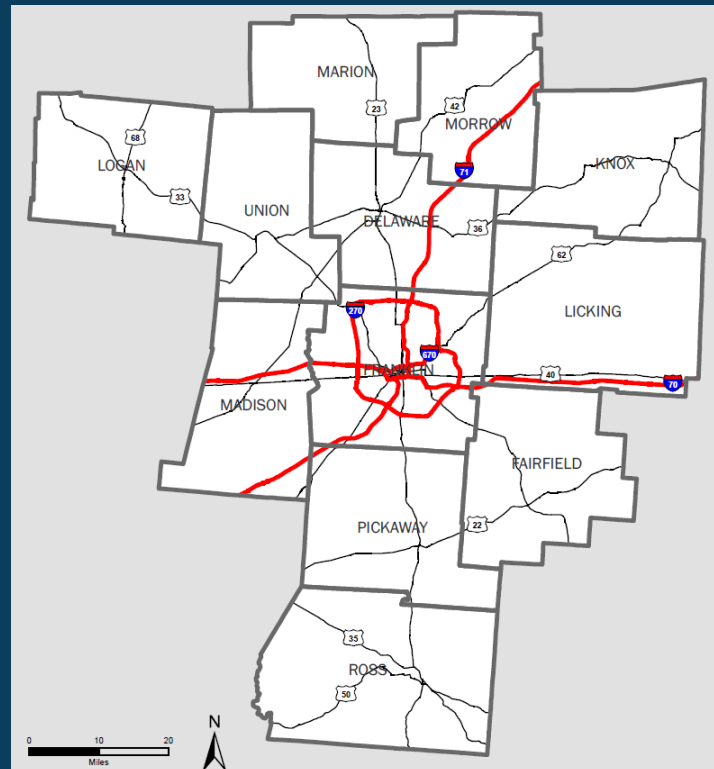 MARION
23
42
MORROW
68
LOGAN
71
KNOX
33
UNION
DELAWARE
36
62
270
LICKING
670
FRANKLIN
40
70
MADISON
FAIRFIELD
22
PICKAWAY
35
ROSS
50
N
0 10 20
Miles